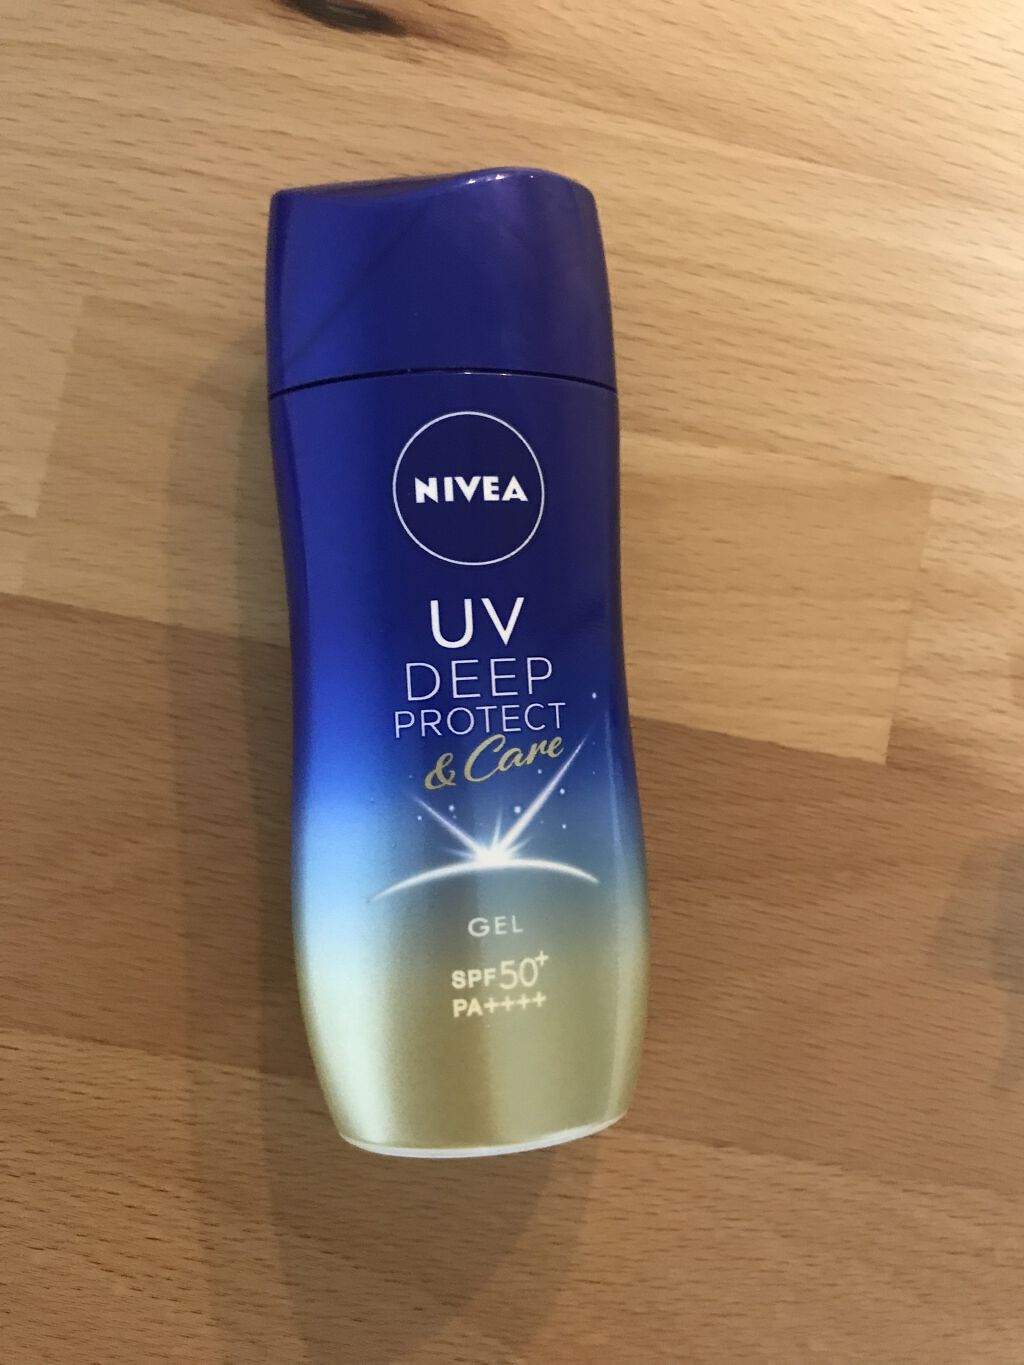 NIVEA
UV
DEEP
PROTECT
& Care
GEL
SPF50+
PA++++